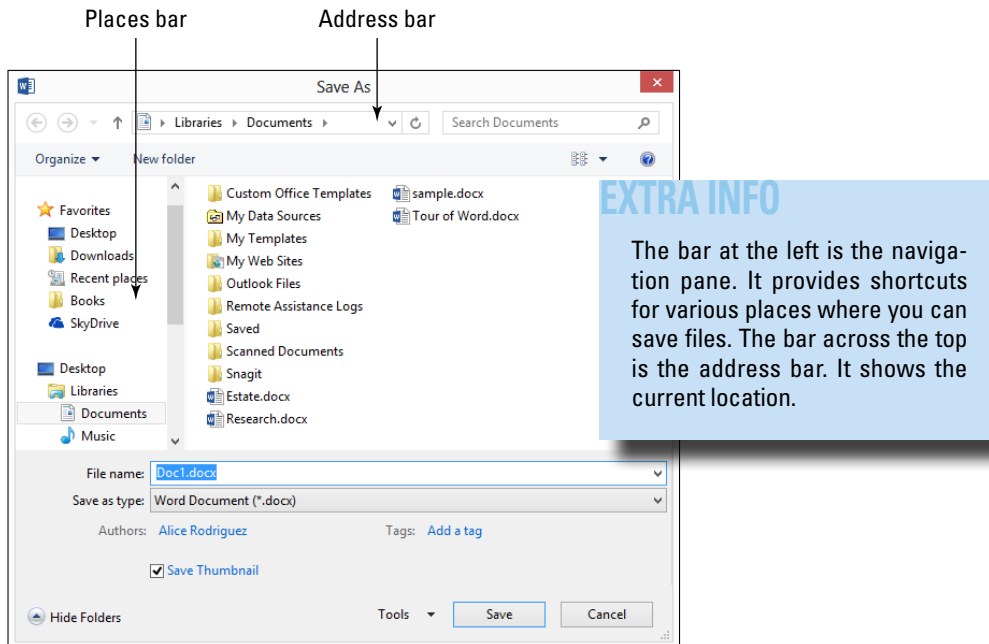 Places bar Address bar
Save As
Libraries Documents Search Documents
Organize New folder
Favorites
Desktop
Downloads
Recent places
Books
SkyDrive
Desktop
Libraries
Documents
Music
Custom Office Templates
My Data Sources
My Templates
My Web Sites
Outlook Files
Remote Assistance Logs
Saved
Scanned Documents
Snagit
Estate.docx
Research.docx
sample.docx
Tour of Word.docx
EXTRA INFO
The bar at the left is the naviga-
tion pane. It provides shortcuts
for various places where you can
save files. The bar across the top
is the address bar. It shows the
current location.
File name: Doc1.docx
Save as type: Word Document (*.docx)
Authors: Alice Rodriguez Tags: Add a tag
Save Thumbnail
Hide Folders Tools Save Cancel